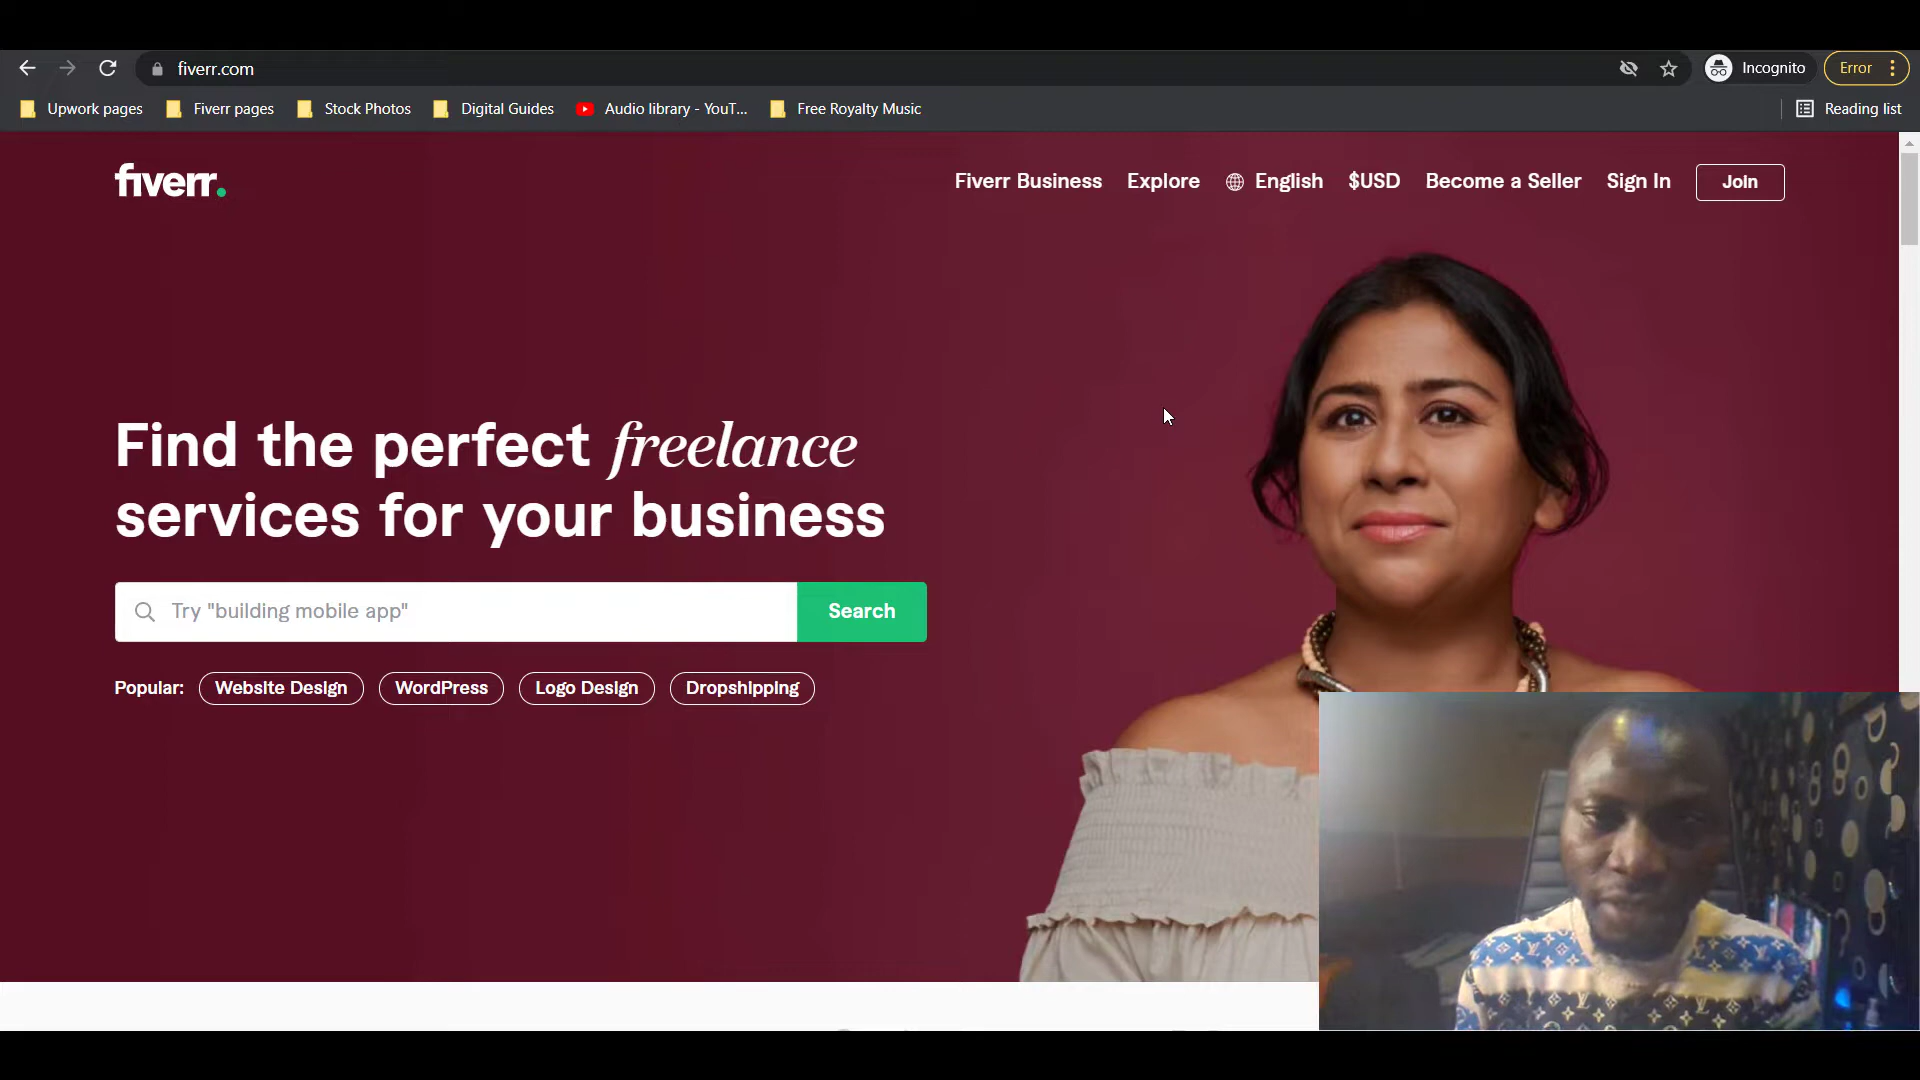 fiverr.com
Incognito
Error
Upwork pages
Fiverr pages
Stock Photos
Digital Guides
Audio library - YouT...
Free Royalty Music
Reading list
fiverr.
Fiverr Business
Explore
English
$USD
Become a Seller
Sign In
Join
Find the perfect freelance
services for your business
Try "building mobile app"
Search
Popular:
Website Design
WordPress
Logo Design
Dropshipping